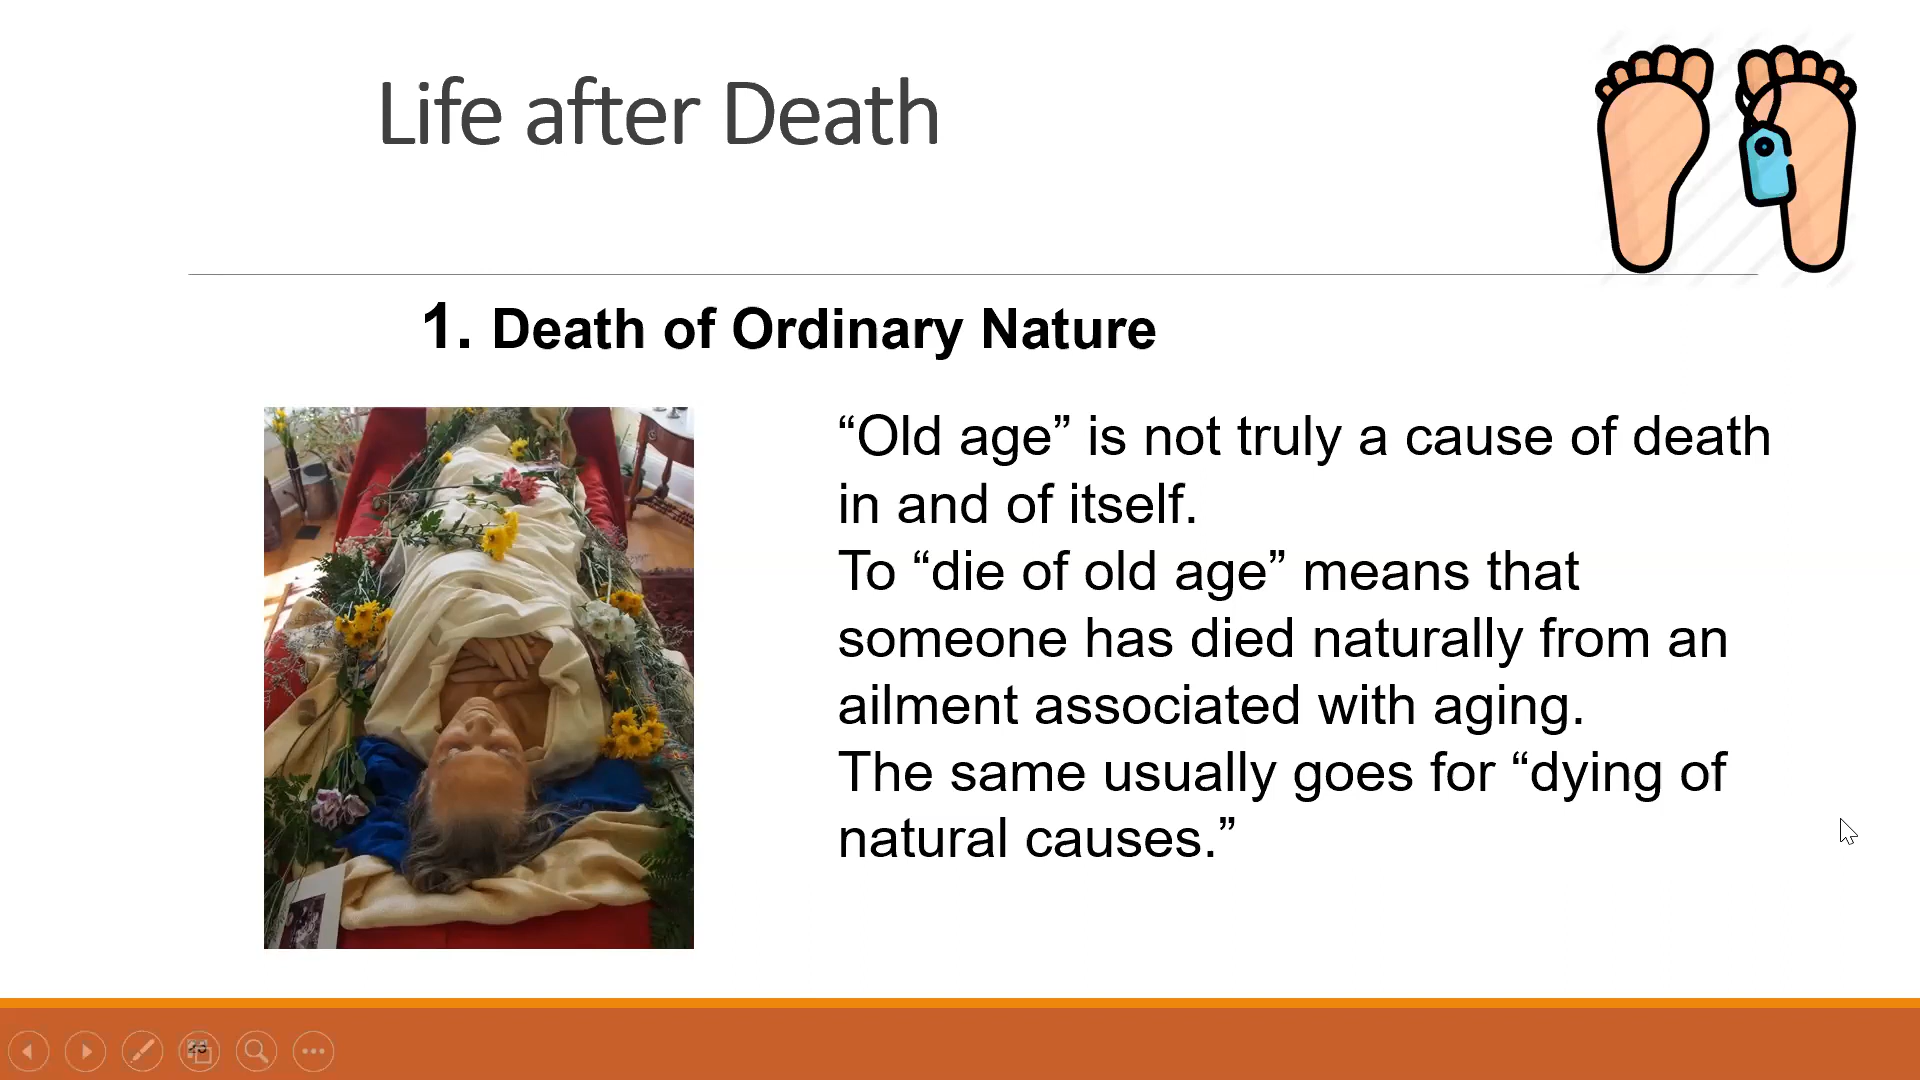 Life after Death
1. Death of Ordinary Nature
“Old age” is not truly a cause of death
in and of itself.
To “die of old age” means that
someone has died naturally from an
ailment associated with aging.
The same usually goes for “dying of
natural causes.”